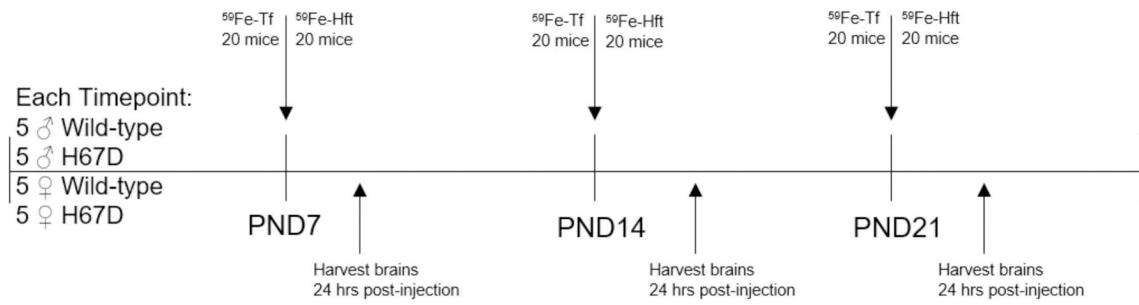 ⁵⁹Fe-Tf
20 mice
⁵⁹Fe-Hft
20 mice
⁵⁹Fe-Tf
20 mice
⁵⁹Fe-Hft
20 mice
⁵⁹Fe-Tf
20 mice
⁵⁹Fe-Hft
20 mice
Each Timepoint:
5 ♂ Wild-type
5 ♂ H67D
5 ♀ Wild-type
5 ♀ H67D
PND7
PND14
PND21
Harvest brains
24 hrs post-injection
Harvest brains
24 hrs post-injection
Harvest brains
24 hrs post-injection